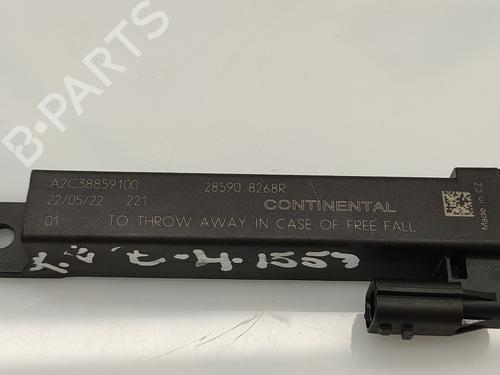 B-PARTS
A2C38859100 28590 8268R
22/05/22 221 CONTINENTAL
01 TO THROW AWAY IN CASE OF FREE FALL
Made in CZ